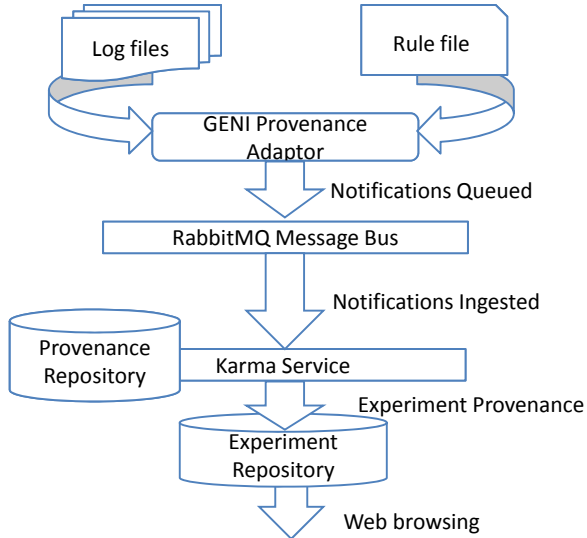 Log files
Rule file
GENI Provenance
Adaptor
Notifications Queued
RabbitMQ Message Bus
Notifications Ingested
Provenance
Repository
Karma Service
Experiment Provenance
Experiment
Repository
Web browsing